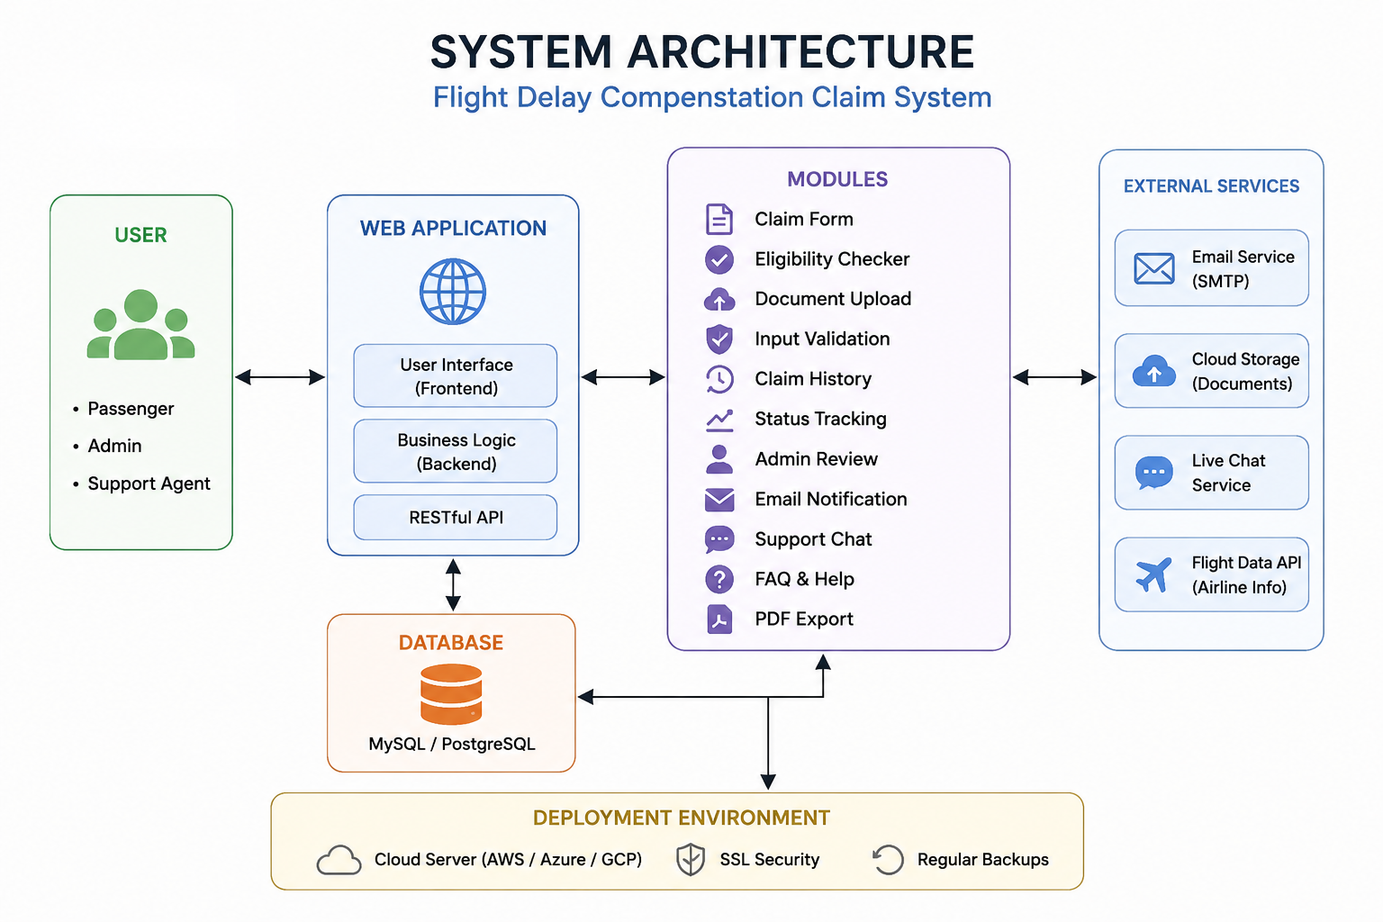 SYSTEM ARCHITECTURE
Flight Delay Compenstation Claim System
USER
• Passenger
• Admin
• Support Agent
WEB APPLICATION
User Interface
(Frontend)
Business Logic
(Backend)
RESTful API
DATABASE
MySQL / PostgreSQL
MODULES
Claim Form
Eligibility Checker
Document Upload
Input Validation
Claim History
Status Tracking
Admin Review
Email Notification
Support Chat
FAQ & Help
PDF Export
EXTERNAL SERVICES
Email Service
(SMTP)
Cloud Storage
(Documents)
Live Chat
Service
Flight Data API
(Airline Info)
DEPLOYMENT ENVIRONMENT
Cloud Server (AWS / Azure / GCP)
SSL Security
Regular Backups